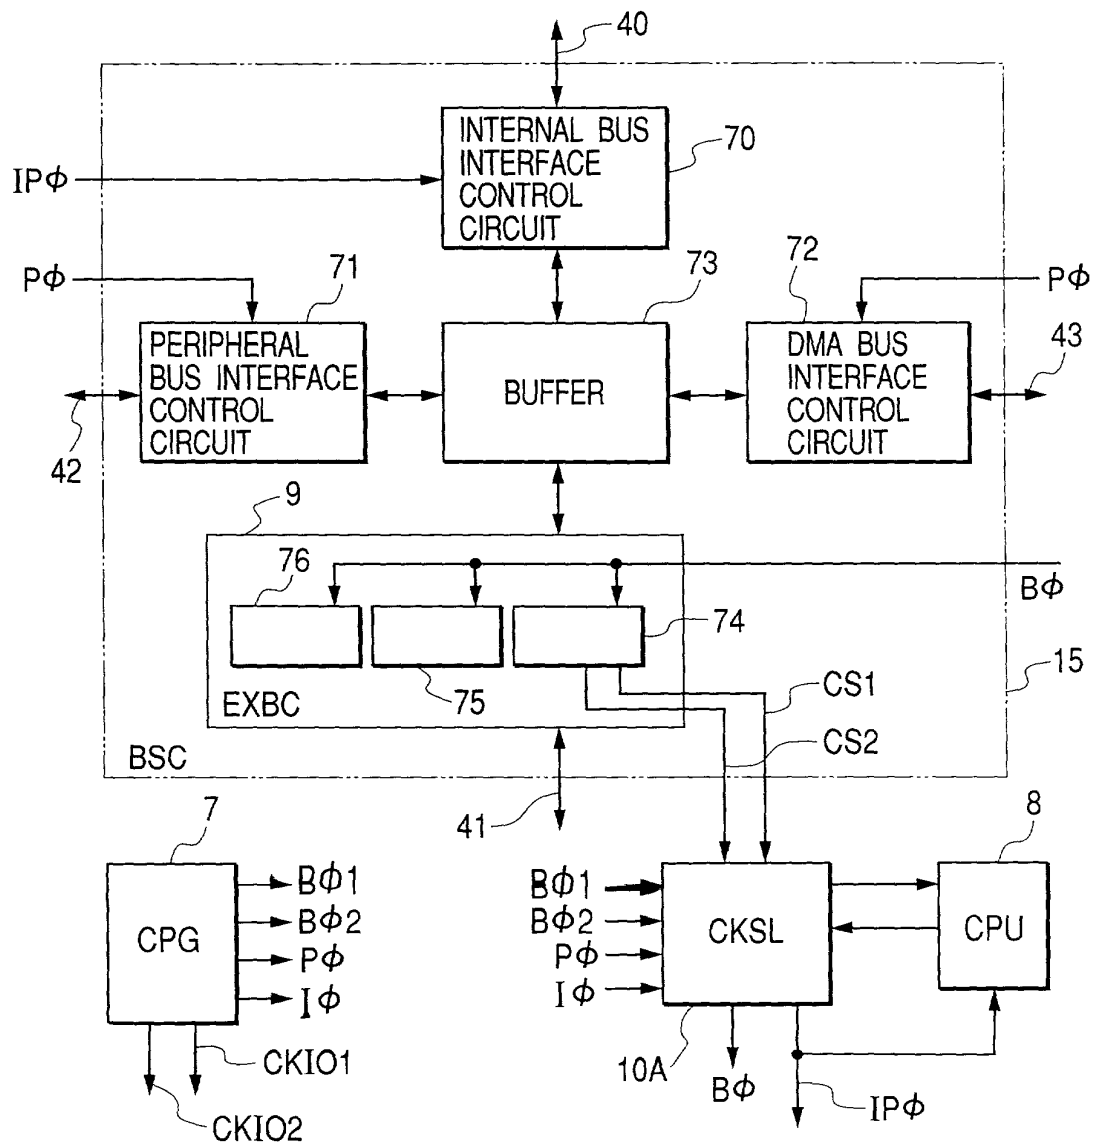 40
INTERNAL BUS
INTERFACE
CONTROL
CIRCUIT
70
IPΦ
PΦ
71
73
72
PΦ
PERIPHERAL
BUS INTERFACE
CONTROL
CIRCUIT
BUFFER
DMA BUS
INTERFACE
CONTROL
CIRCUIT
43
42
9
76
74
BΦ
75
EXBC
15
CS1
CS2
BSC
41
7
8
CPG
BΦ1
BΦ2
PΦ
IΦ
BΦ1
BΦ2
PΦ
IΦ
CKSL
CPU
CKIO1
CKIO2
10A
BΦ
IPΦ